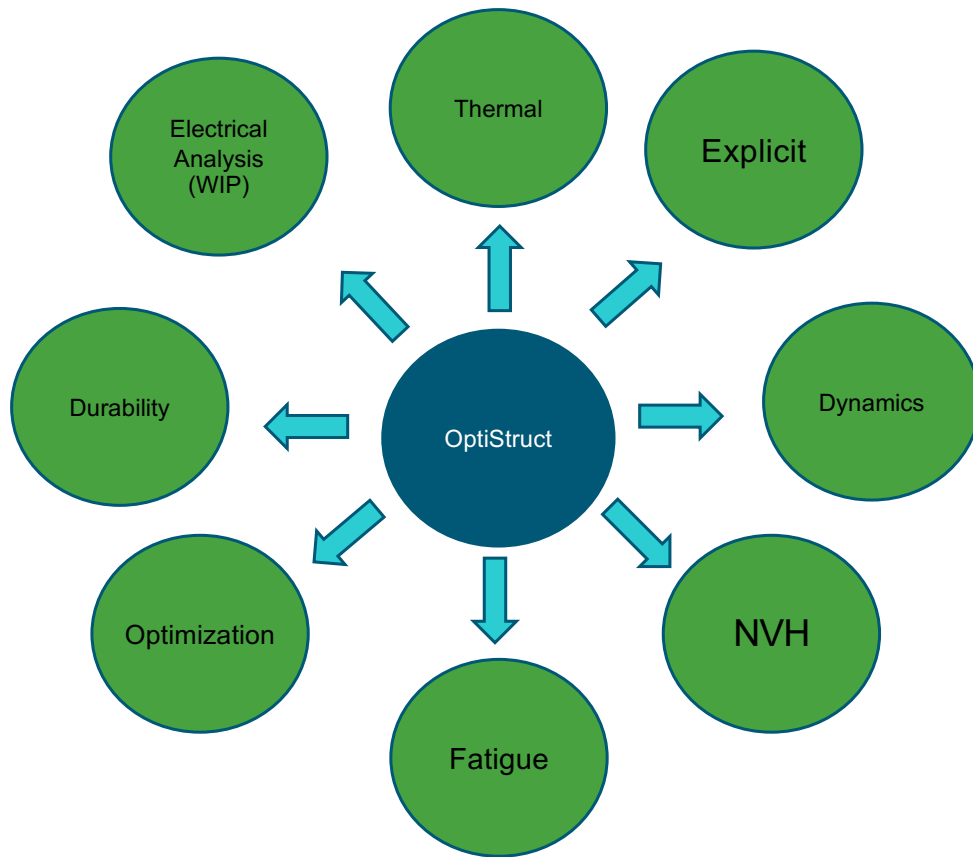 Thermal
Electrical
Analysis
(WIP)
Explicit
Durability
OptiStruct
Dynamics
Optimization
NVH
Fatigue